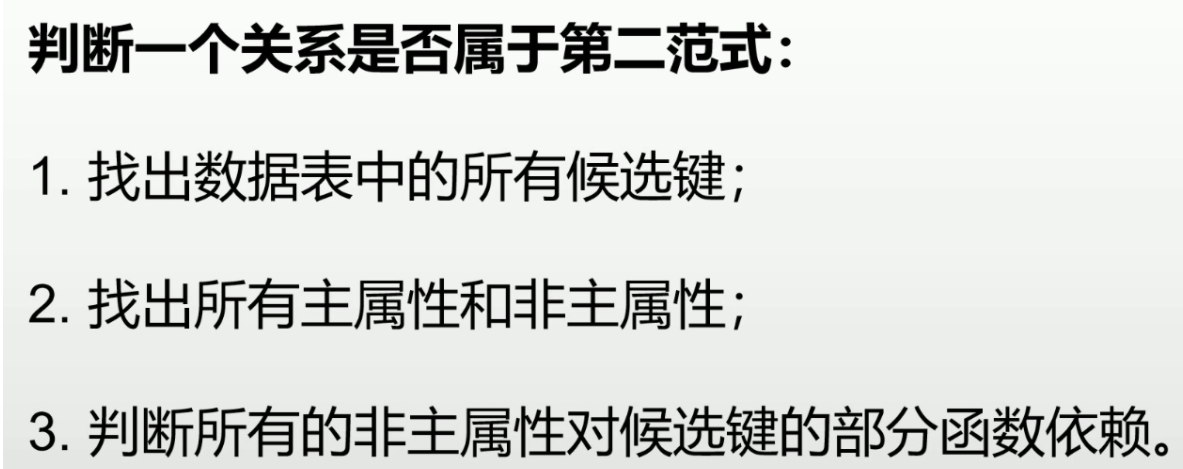 判断一个关系是否属于第二范式：
1. 找出数据表中的所有候选键；
2. 找出所有主属性和非主属性；
3. 判断所有的非主属性对候选键的部分函数依赖。